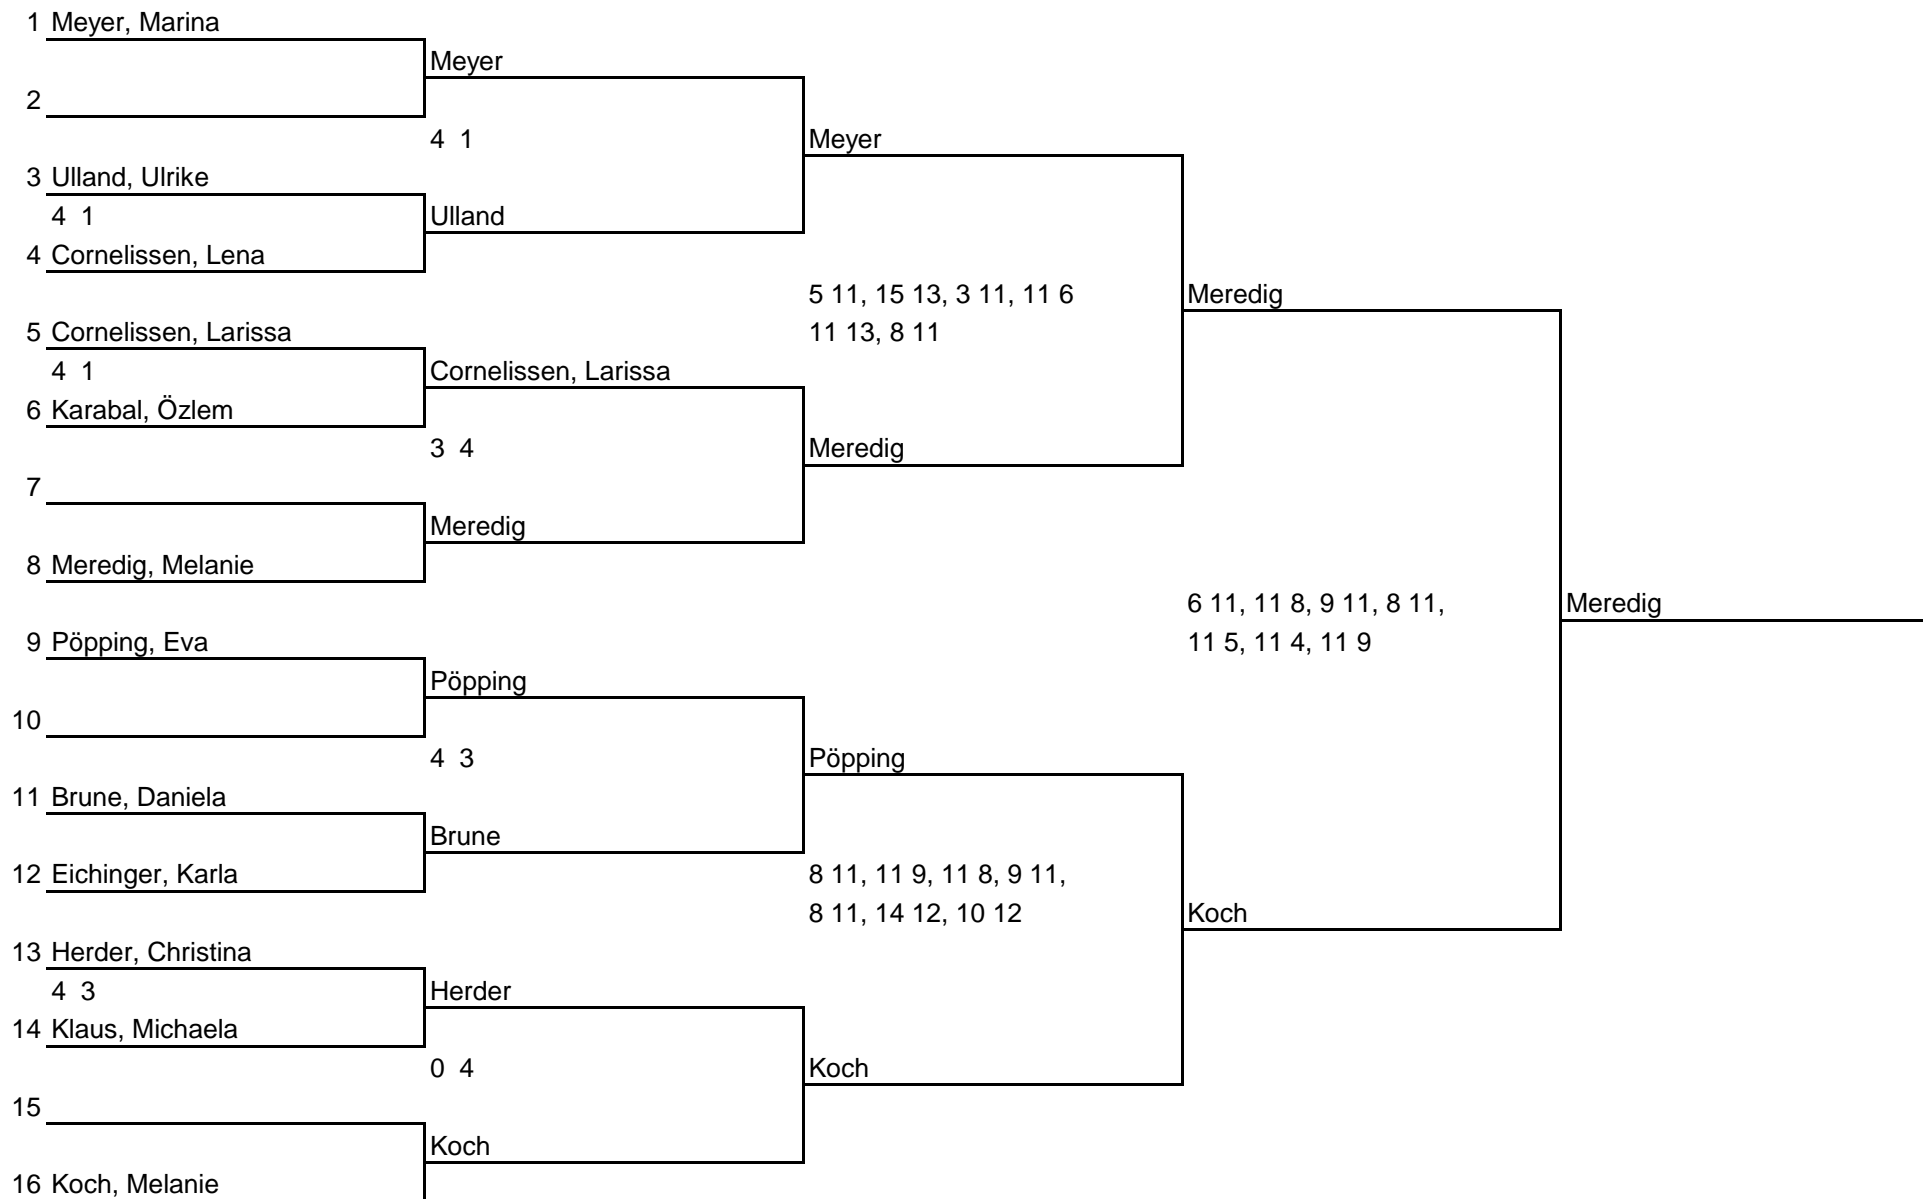 1 Meyer, Marina
Meyer
2
4 1
Meyer
3 Ulland, Ulrike
4 1
Ulland
4 Cornelissen, Lena
5 11, 15 13, 3 11, 11 6
Meredig
5 Cornelissen, Larissa
11 13, 8 11
4 1
Cornelissen, Larissa
6 Karabal, Özlem
3 4
Meredig
7
Meredig
8 Meredig, Melanie
6 11, 11 8, 9 11, 8 11,
Meredig
9 Pöpping, Eva
11 5, 11 4, 11 9
Pöpping
10
4 3
Pöpping
11 Brune, Daniela
Brune
12 Eichinger, Karla
8 11, 11 9, 11 8, 9 11,
8 11, 14 12, 10 12
Koch
13 Herder, Christina
4 3
Herder
14 Klaus, Michaela
0 4
Koch
15
Koch
16 Koch, Melanie